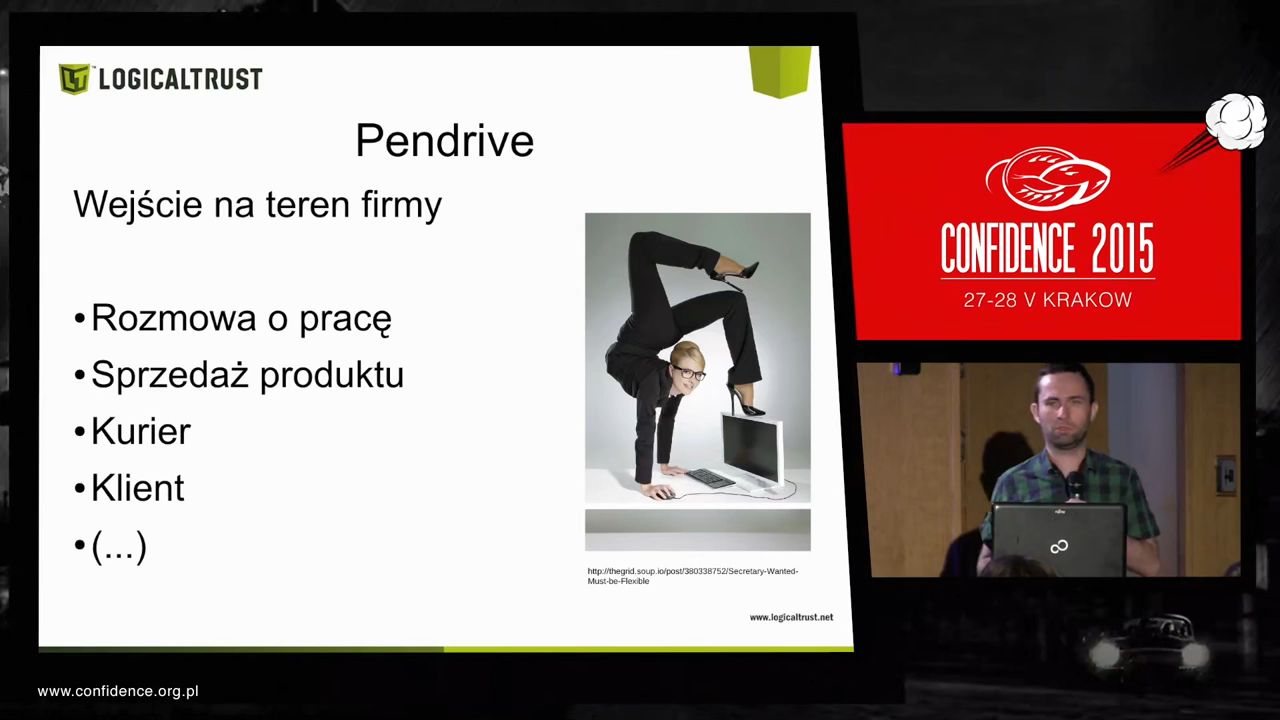 LOGICALTRUST
Pendrive
Wejście na teren firmy
•Rozmowa o pracę
•Sprzedaż produktu
•Kurier
•Klient
•(...)
http://thegrid.soup.io/post/380338752/Secretary-Wanted-
Must-be-Flexible
www.logicaltrust.net
CONFIDENCE 2015
27-28 V KRAKOW
www.confidence.org.pl